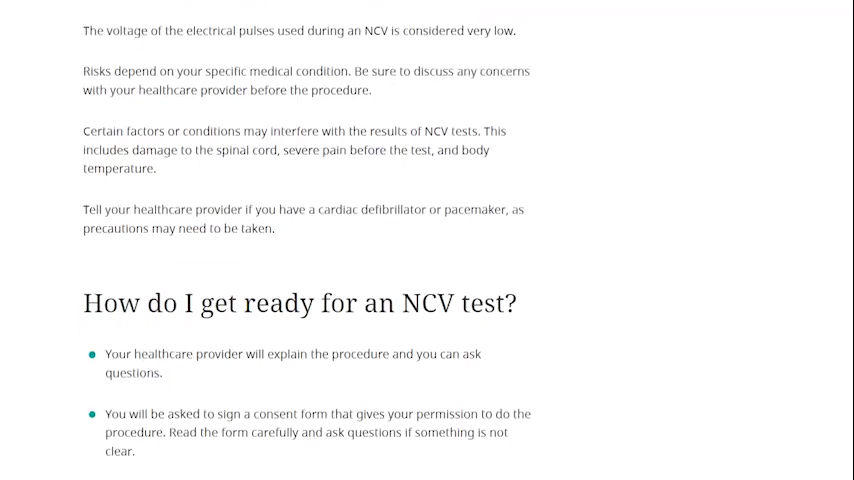 The voltage of the electrical pulses used during an NCV is considered very low.
Risks depend on your specific medical condition. Be sure to discuss any concerns
with your healthcare provider before the procedure.
Certain factors or conditions may interfere with the results of NCV tests. This
includes damage to the spinal cord, severe pain before the test, and body
temperature.
Tell your healthcare provider if you have a cardiac defibrillator or pacemaker, as
precautions may need to be taken.
How do I get ready for an NCV test?
Your healthcare provider will explain the procedure and you can ask
questions.
You will be asked to sign a consent form that gives your permission to do the
procedure. Read the form carefully and ask questions if something is not
clear.